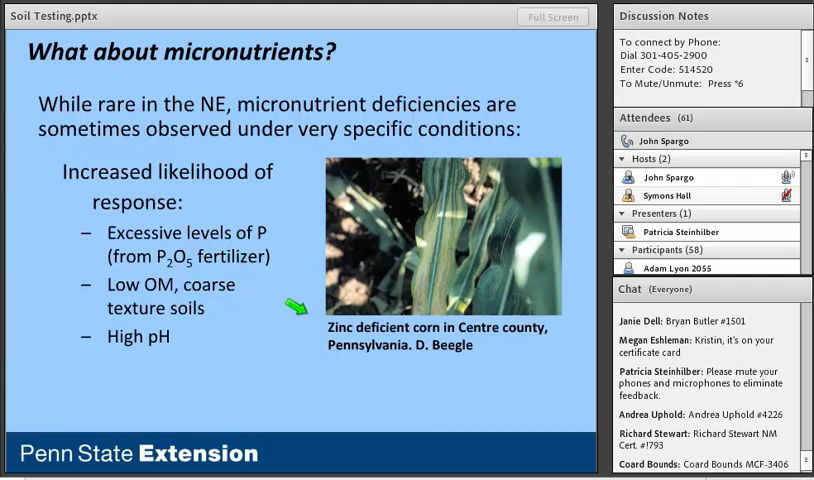 Soil Testing.pptx
Full Screen
What about micronutrients?
While rare in the NE, micronutrient deficiencies are
sometimes observed under very specific conditions:
Increased likelihood of
response:
– Excessive levels of P
(from P₂O₅ fertilizer)
– Low OM, coarse
texture soils
– High pH
Zinc deficient corn in Centre county,
Pennsylvania. D. Beegle
Penn State Extension
Discussion Notes
To connect by Phone:
Dial 301-405-2900
Enter Code: 514520
To Mute/Unmute: Press *6
Attendees (61)
John Spargo
Hosts (2)
John Spargo
Symons Hall
Presenters (1)
Patricia Steinhilber
Participants (58)
Adam Lyon 2055
Chat (Everyone)
Janie Dell: Bryan Butler #1501
Megan Eshleman: Kristin, it's on your
certificate card
Patricia Steinhilber: Please mute your
phones and microphones to eliminate
feedback.
Andrea Uphold: Andrea Uphold #4226
Richard Stewart: Richard Stewart NM
Cert. #!793
Coard Bounds: Coard Bounds MCF-3406